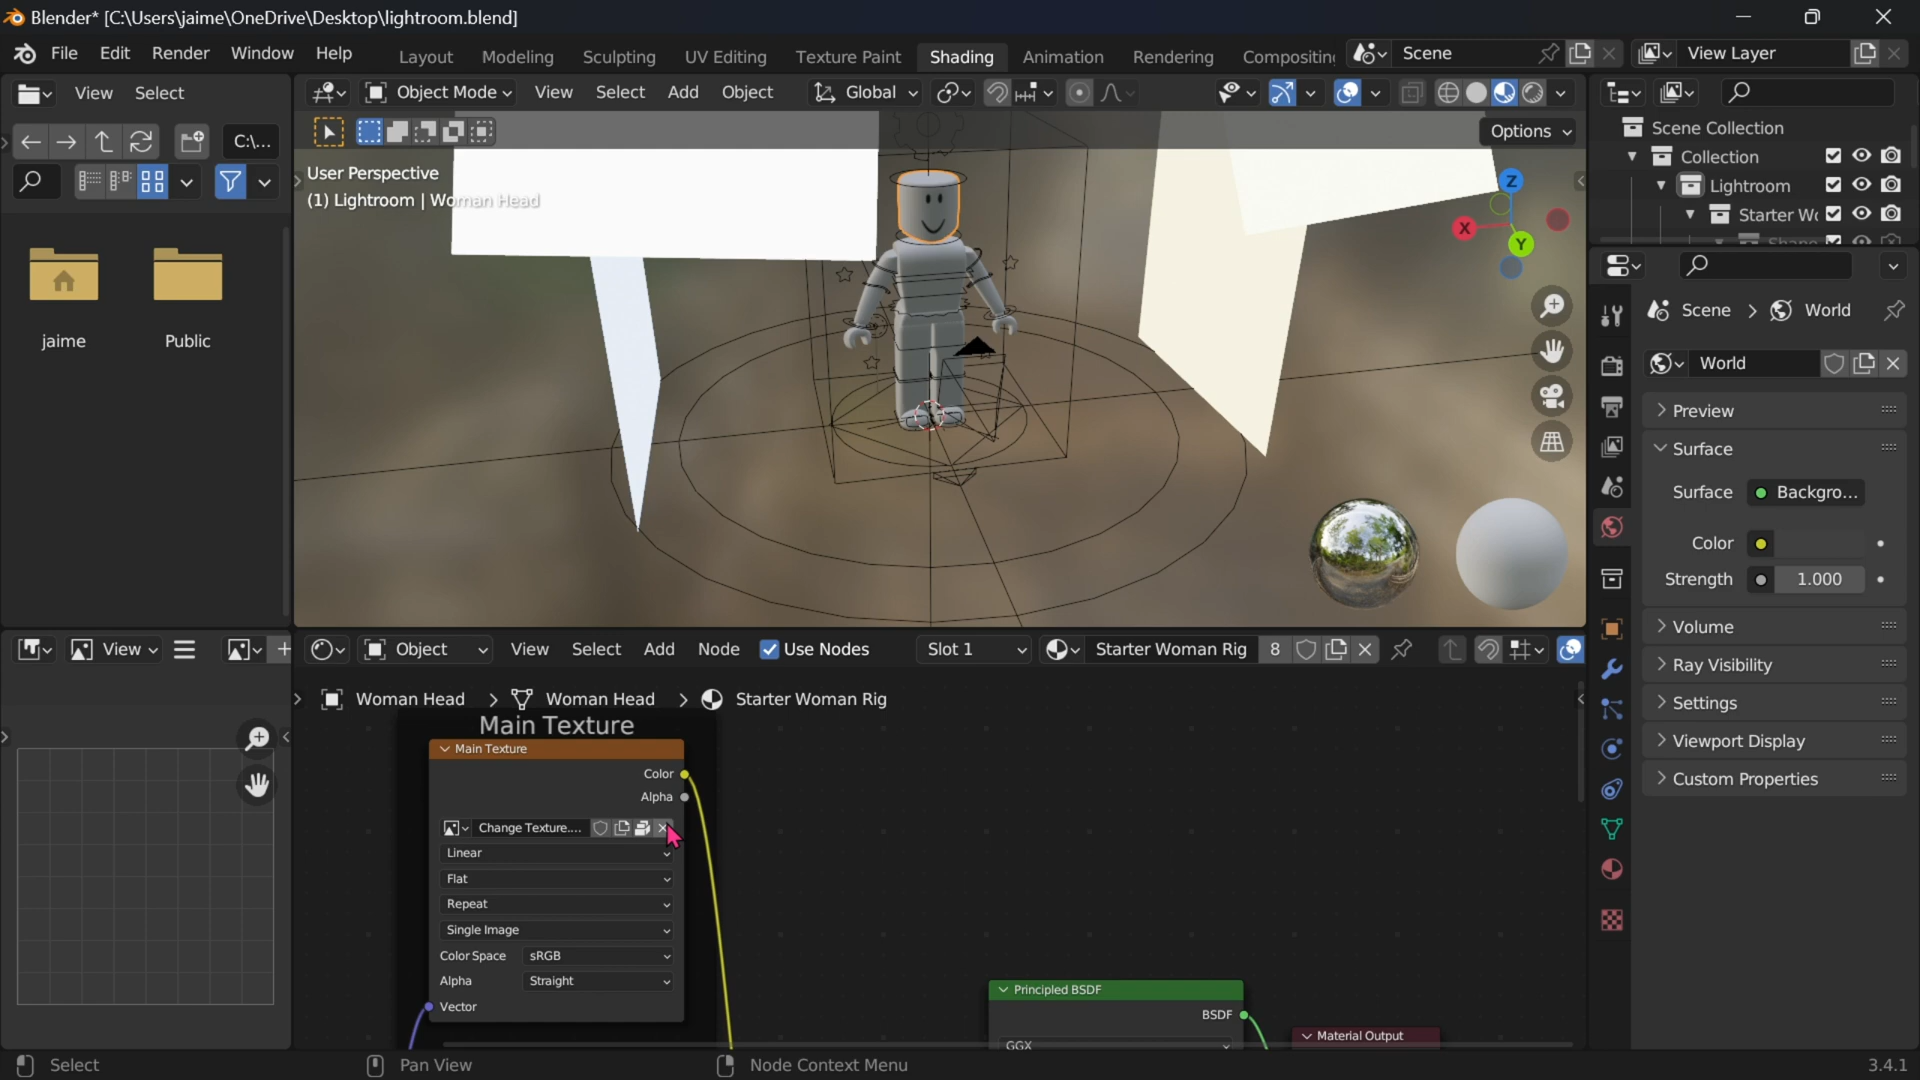 Blender* [C:\Users\jaime\OneDrive\Desktop\lightroom.blend]
File Edit Render Window Help Layout Modeling Sculpting UV Editing Texture Paint Shading Animation Rendering Compositing Scene View Layer
View Select
Object Mode View Select Add Object Global
C:\...
Options
User Perspective
(1) Lightroom | Woman Head
Z
X
Y
jaime
Public
Scene Collection
Collection
Lightroom
Starter Wo
Shape
Scene > World
World
Preview
Surface
Surface Backgro...
Color
Strength 1.000
Volume
Ray Visibility
Settings
Viewport Display
Custom Properties
View
Object View Select Add Node Use Nodes Slot 1 Starter Woman Rig 8
Woman Head > Woman Head > Starter Woman Rig
Main Texture
Main Texture
Color
Alpha
Change Texture....
Linear
Flat
Repeat
Single Image
Color Space sRGB
Alpha Straight
Vector
Principled BSDF
BSDF
GGX
Material Output
Select Pan View Node Context Menu 3.4.1